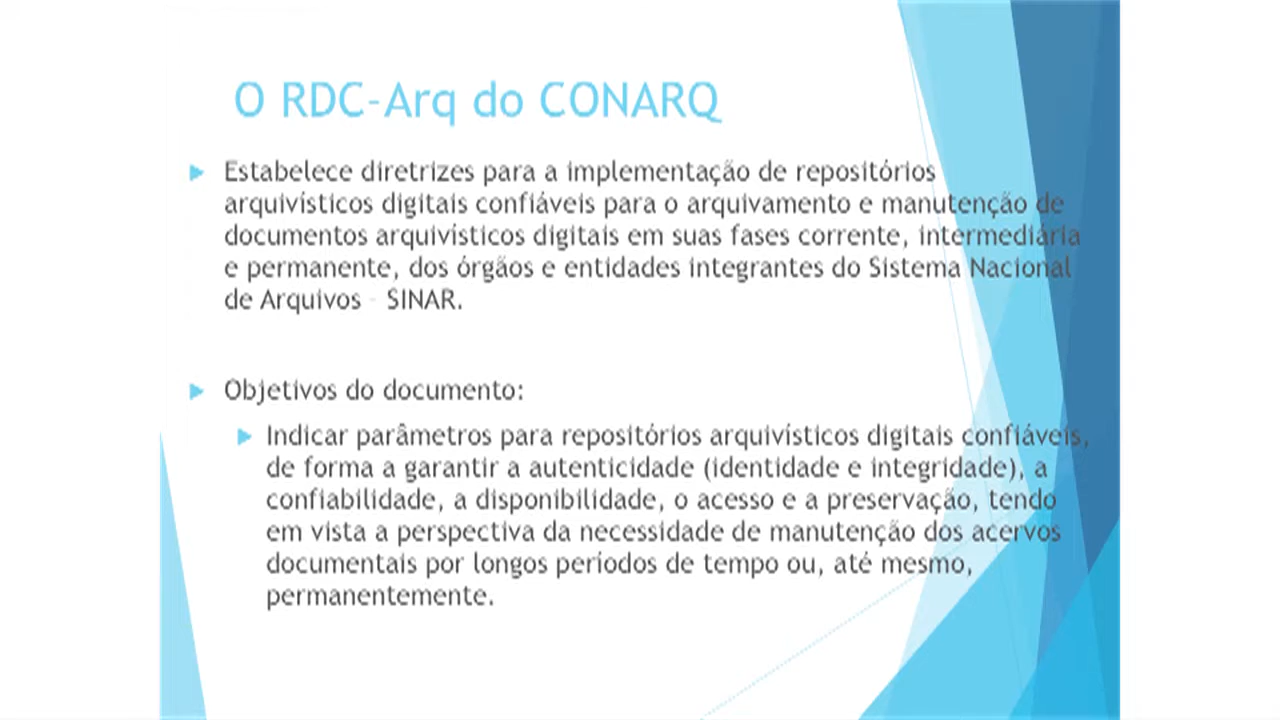 O RDC-Arq do CONARQ
Estabelece diretrizes para a implementação de repositórios
arquivísticos digitais confiáveis para o arquivamento e manutenção de
documentos arquivísticos digitais em suas fases corrente, intermediária
e permanente, dos órgãos e entidades integrantes do Sistema Nacional
de Arquivos – SINAR.
Objetivos do documento:
Indicar parâmetros para repositórios arquivísticos digitais confiáveis,
de forma a garantir a autenticidade (identidade e integridade), a
confiabilidade, a disponibilidade, o acesso e a preservação, tendo
em vista a perspectiva da necessidade de manutenção dos acervos
documentais por longos períodos de tempo ou, até mesmo,
permanentemente.